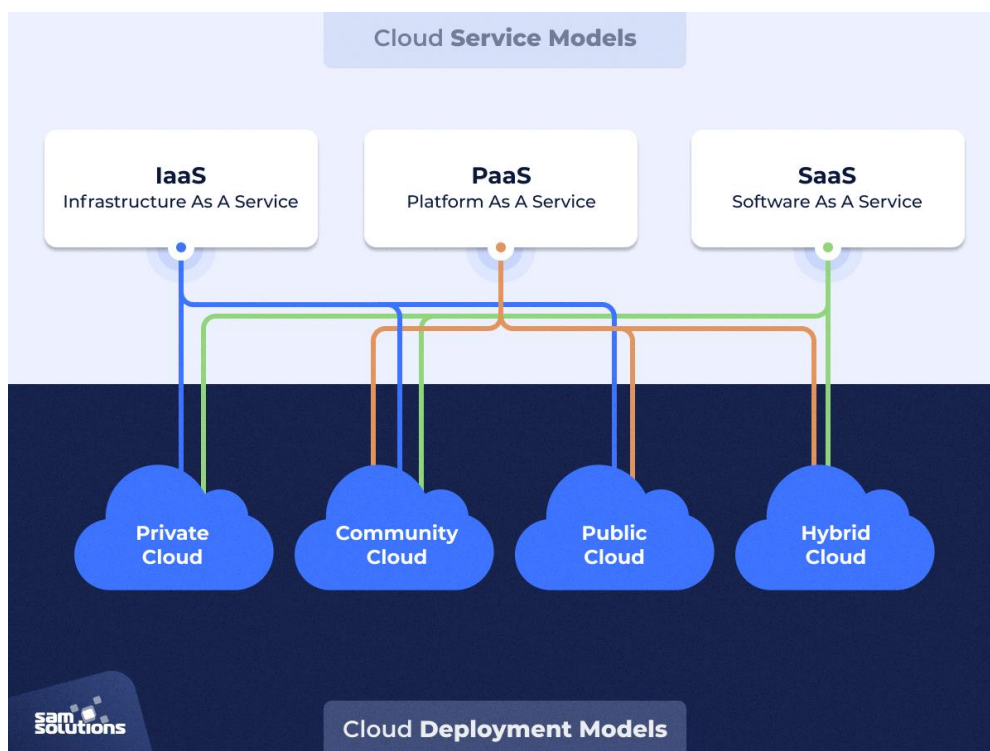 Cloud Service Models
IaaS
Infrastructure As A Service
PaaS
Platform As A Service
SaaS
Software As A Service
Private
Cloud
Community
Cloud
Public
Cloud
Hybrid
Cloud
sam
solutions
Cloud Deployment Models